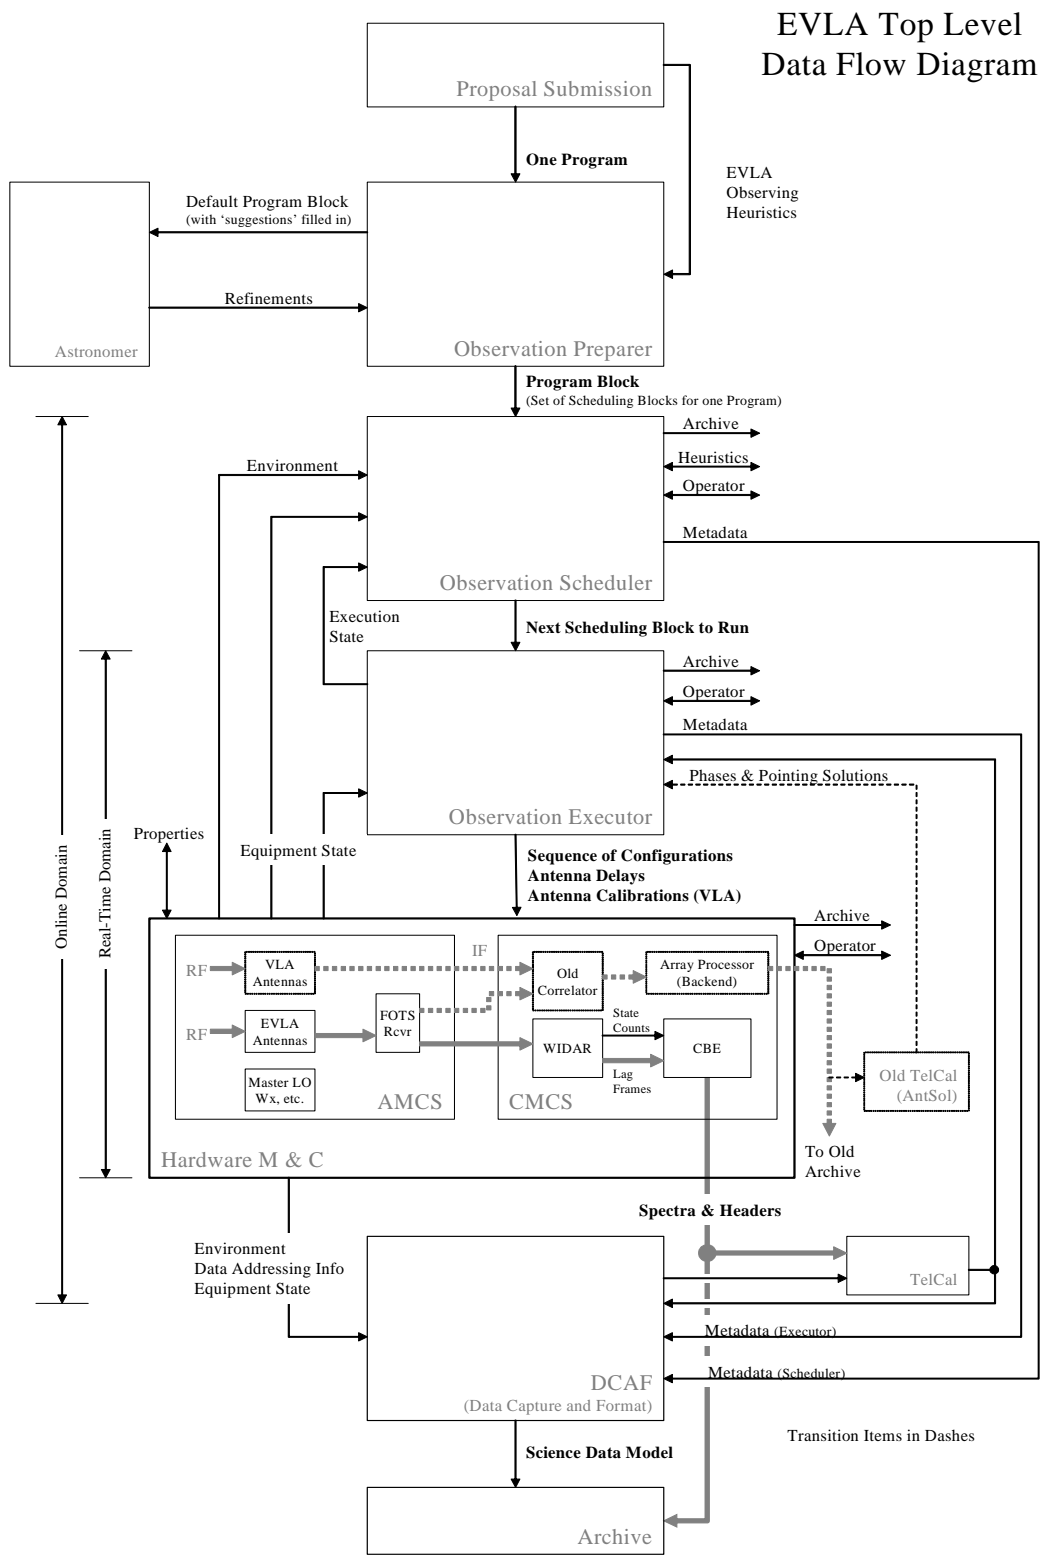 EVLA Top Level
Data Flow Diagram
Proposal Submission
One Program
EVLA
Observing
Heuristics
Default Program Block
(with ‘suggestions’ filled in)
Refinements
Astronomer
Observation Preparer
Program Block
(Set of Scheduling Blocks for one Program)
Archive
Environment
Heuristics
Operator
Metadata
Observation Scheduler
Execution
State
Next Scheduling Block to Run
Archive
Operator
Metadata
Phases & Pointing Solutions
Observation Executor
Properties
Equipment State
Online Domain
Real-Time Domain
Sequence of Configurations
Antenna Delays
Antenna Calibrations (VLA)
Archive
Operator
RF
VLA
Antennas
IF
Old
Correlator
Array Processor
(Backend)
RF
EVLA
Antennas
FOTS
Rcvr
WIDAR
State
Counts
Lag
Frames
CBE
Master LO
Wx, etc.
AMCS
CMCS
Old TelCal
(AntSol)
Hardware M & C
To Old
Archive
Spectra & Headers
Environment
Data Addressing Info
Equipment State
TelCal
Metadata (Executor)
Metadata (Scheduler)
DCAF
(Data Capture and Format)
Transition Items in Dashes
Science Data Model
Archive